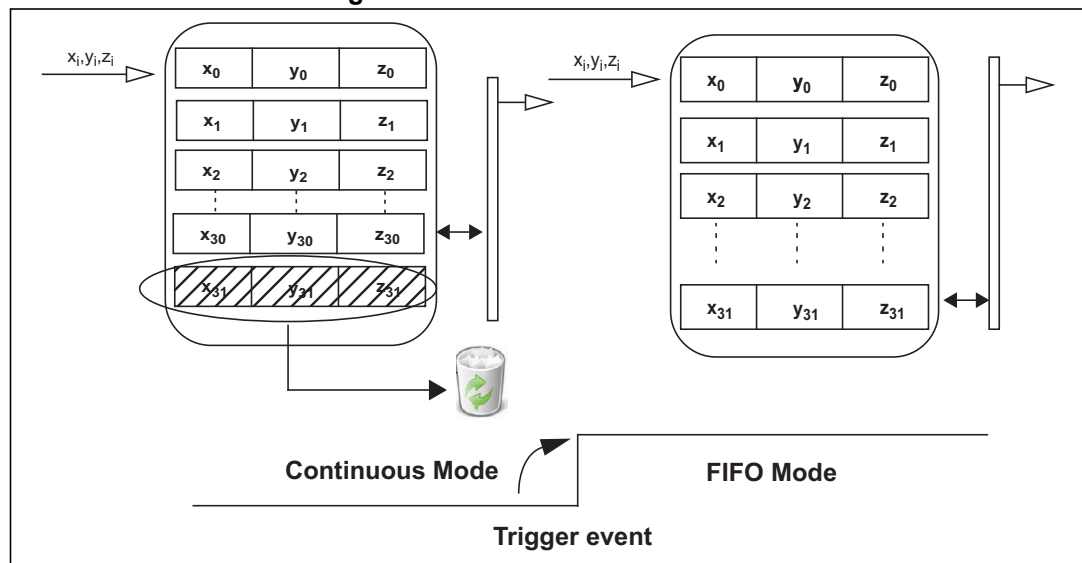 g
xᵢ,yᵢ,zᵢ
x₀ y₀ z₀
x₁ y₁ z₁
x₂ y₂ z₂
x₃₀ y₃₀ z₃₀
x₃₁ y₃₁ z₃₁
xᵢ,yᵢ,zᵢ
x₀ y₀ z₀
x₁ y₁ z₁
x₂ y₂ z₂
x₃₁ y₃₁ z₃₁
Continuous Mode
FIFO Mode
Trigger event